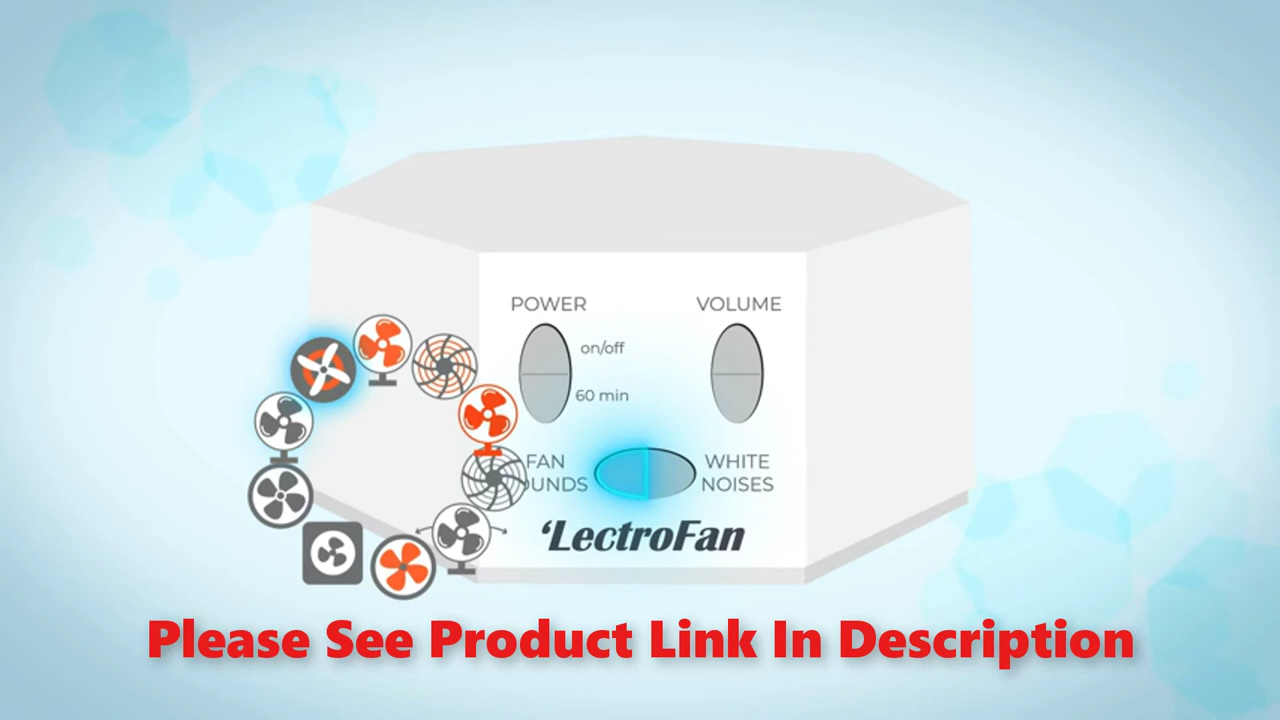 POWER
VOLUME
on/off
60 min
FAN
WHITE
UNDS
NOISES
‘LectroFan
Please See Product Link In Description